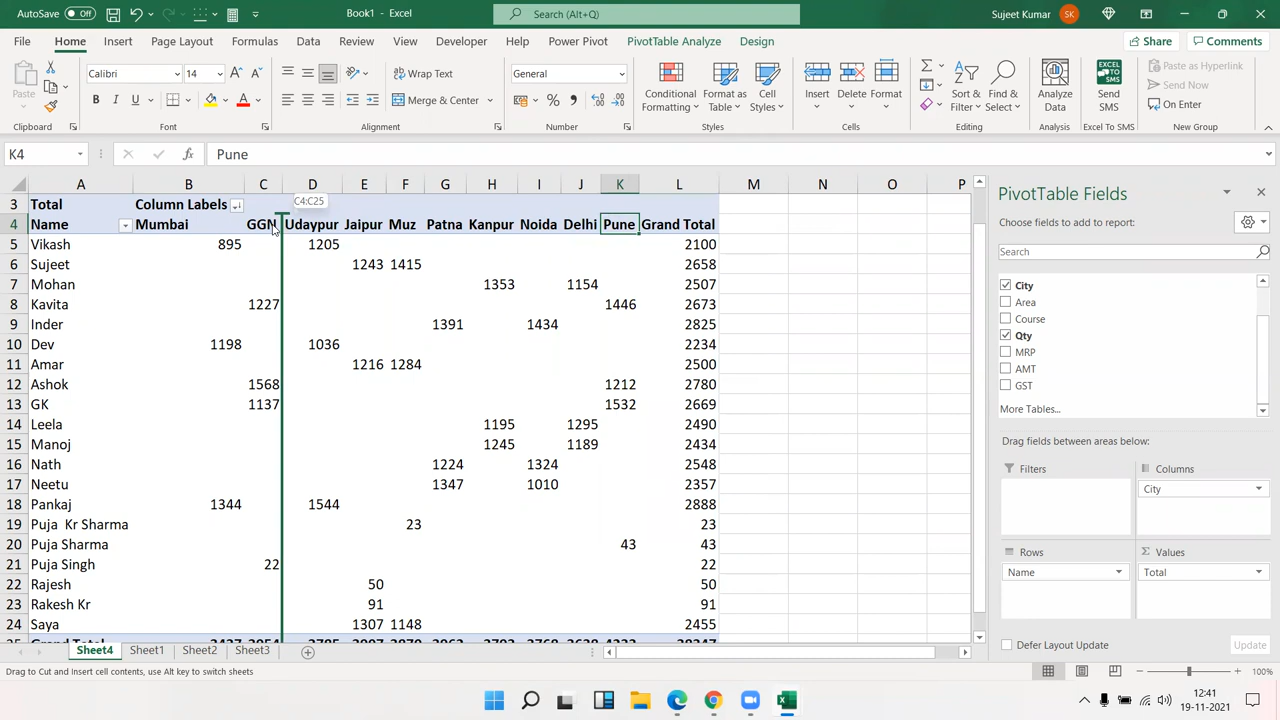 AutoSave Off Book1 - Excel Search (Alt+Q) Sujeet Kumar SK
File Home Insert Page Layout Formulas Data Review View Developer Help Power Pivot PivotTable Analyze Design Share Comments
Paste Calibri 14 Wrap Text General Conditional Formatting Format as Table Cell Styles Insert Delete Format Sort & Filter Find & Select Analyze Data Send SMS Paste as Hyperlink
B I U Merge & Center Send Now
On Enter
Clipboard Font Alignment Number Styles Cells Editing Analysis Excel To SMS New Group
K4 fx Pune
A B C D E F G H I J K L M N O P
3 Total Column Labels C4:C25
4 Name Mumbai GGN Udaypur Jaipur Muz Patna Kanpur Noida Delhi Pune Grand Total
5 Vikash 895 1205 2100
6 Sujeet 1243 1415 2658
7 Mohan 1353 1154 2507
8 Kavita 1227 1446 2673
9 Inder 1391 1434 2825
10 Dev 1198 1036 2234
11 Amar 1216 1284 2500
12 Ashok 1568 1212 2780
13 GK 1137 1532 2669
14 Leela 1195 1295 2490
15 Manoj 1245 1189 2434
16 Nath 1224 1324 2548
17 Neetu 1347 1010 2357
18 Pankaj 1344 1544 2888
19 Puja  Kr Sharma 23 23
20 Puja Sharma 43 43
21 Puja Singh 22 22
22 Rajesh 50 50
23 Rakesh Kr 91 91
24 Saya 1307 1148 2455
25 Grand Total
Sheet4 Sheet1 Sheet2 Sheet3
Drag to Cut and Insert cell contents, use Alt key to switch sheets 100%
PivotTable Fields
Choose fields to add to report:
Search
City
Area
Course
Qty
MRP
AMT
GST
More Tables...
Drag fields between areas below:
Filters Columns
City
Rows Σ Values
Name Total
Defer Layout Update Update
12:41
19-11-2021